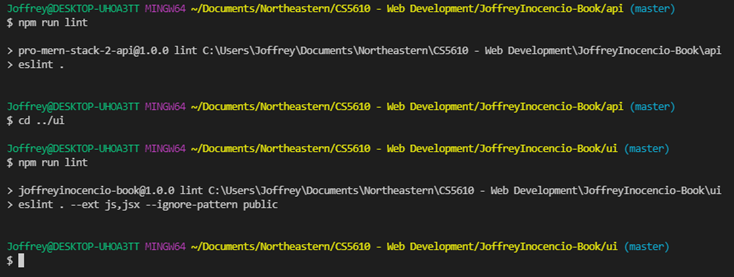 Joffrey@DESKTOP-UHOA3TT MINGW64 ~/Documents/Northeastern/CS5610 - Web Development/JoffreyInocencio-Book/api (master)
$ npm run lint
> pro-mern-stack-2-api@1.0.0 lint C:\Users\Joffrey\Documents\Northeastern\CS5610 - Web Development\JoffreyInocencio-Book\api
> eslint .
Joffrey@DESKTOP-UHOA3TT MINGW64 ~/Documents/Northeastern/CS5610 - Web Development/JoffreyInocencio-Book/api (master)
$ cd ../ui
Joffrey@DESKTOP-UHOA3TT MINGW64 ~/Documents/Northeastern/CS5610 - Web Development/JoffreyInocencio-Book/ui (master)
$ npm run lint
> joffreyinocencio-book@1.0.0 lint C:\Users\Joffrey\Documents\Northeastern\CS5610 - Web Development\JoffreyInocencio-Book\ui
> eslint . --ext js,jsx --ignore-pattern public
Joffrey@DESKTOP-UHOA3TT MINGW64 ~/Documents/Northeastern/CS5610 - Web Development/JoffreyInocencio-Book/ui (master)
$